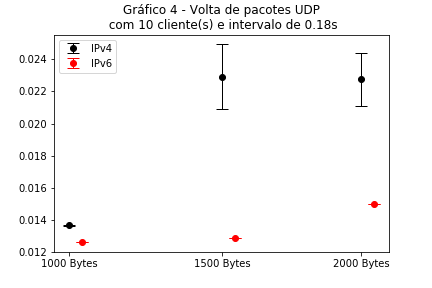 Gráfico 4 - Volta de pacotes UDP
com 10 cliente(s) e intervalo de 0.18s
IPv4
IPv6
0.024
0.022
0.020
0.018
0.016
0.014
0.012
1000 Bytes
1500 Bytes
2000 Bytes